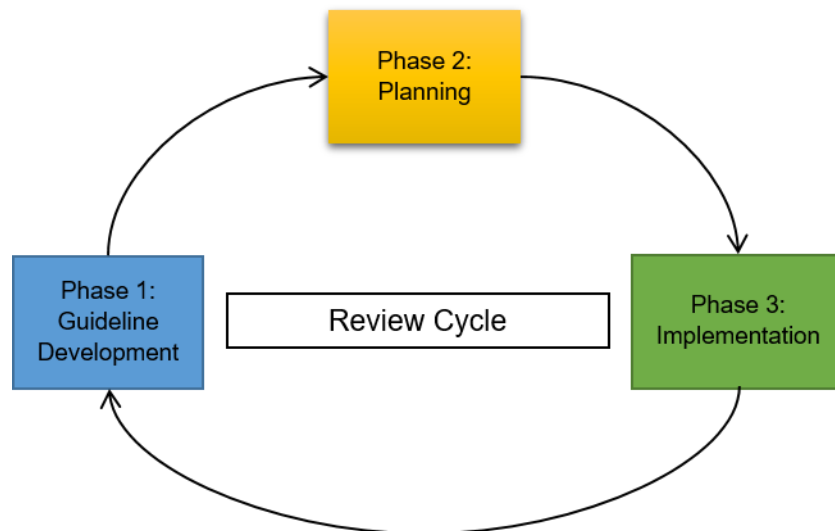 Phase 2:
Planning
Phase 1:
Guideline
Development
Review Cycle
Phase 3:
Implementation